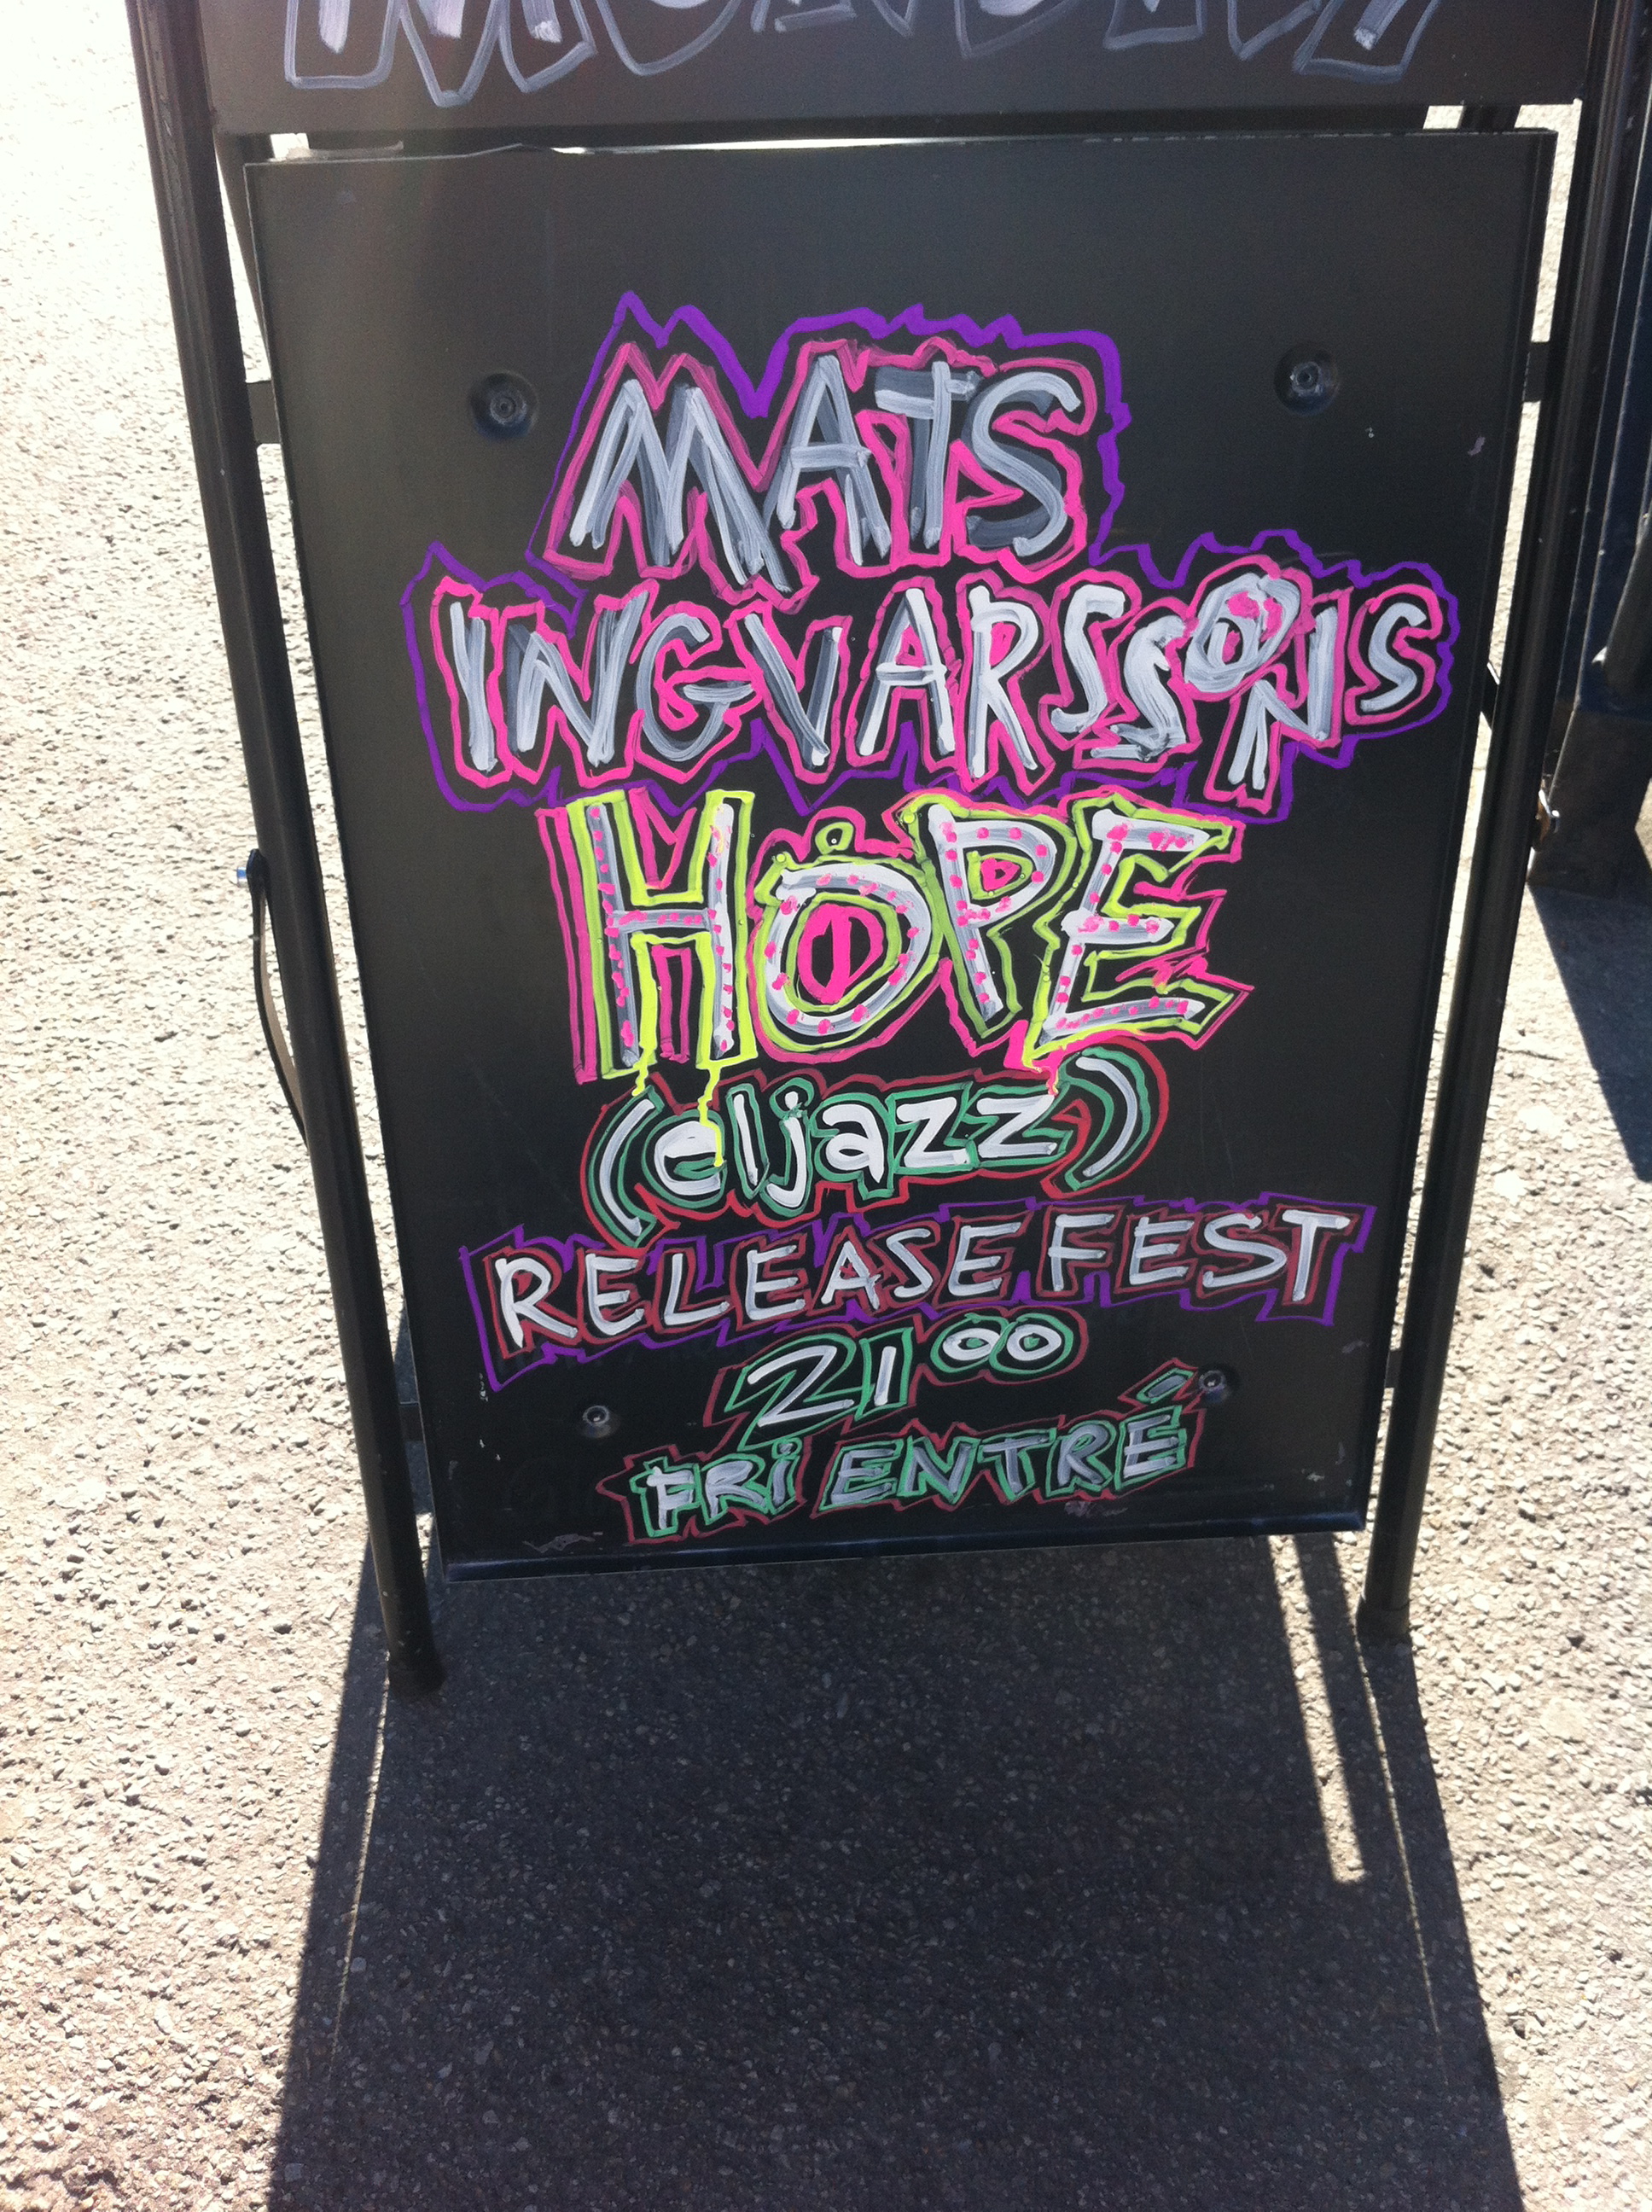 MATS
INGVARSSONS
HOPE
(eljazz)
RELEASE FEST
21 00
FRi ENTRÉ